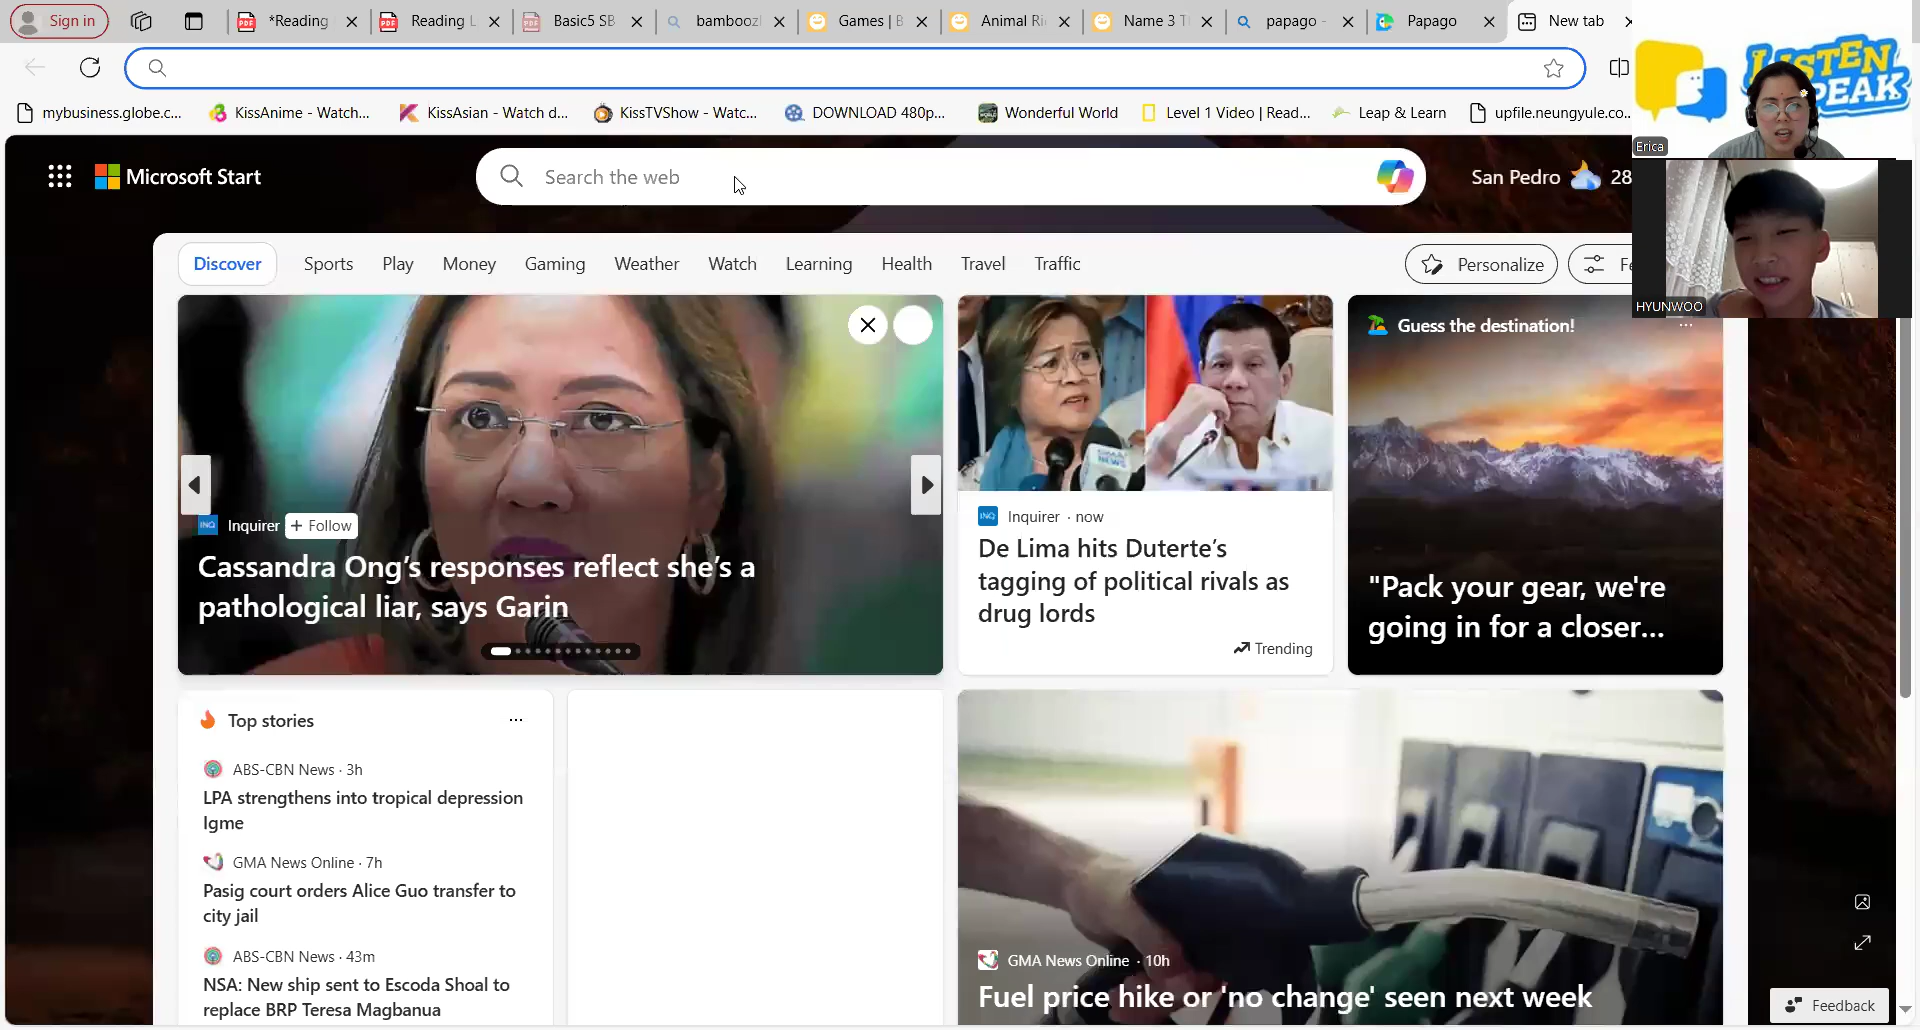 Sign in
*Reading
Reading L
Basic5 SB
bamboozl
Games | B
Animal Ri
Name 3 T
papago -
Papago
New tab
mybusiness.globe.c...
KissAnime - Watch...
KissAsian - Watch d...
KissTVShow - Watc...
DOWNLOAD 480p...
Wonderful World
Level 1 Video | Read...
Leap & Learn
upfile.neungyule.co...
LISTEN
SPEAK
Erica
HYUNWOO
Microsoft Start
Search the web
San Pedro
28
Discover
Sports
Play
Money
Gaming
Weather
Watch
Learning
Health
Travel
Traffic
Personalize
Inquirer
+ Follow
Cassandra Ong's responses reflect she's a
pathological liar, says Garin
Inquirer · now
De Lima hits Duterte's
tagging of political rivals as
drug lords
Trending
Guess the destination!
"Pack your gear, we're
going in for a closer...
Top stories
ABS-CBN News · 3h
LPA strengthens into tropical depression
Igme
GMA News Online · 7h
Pasig court orders Alice Guo transfer to
city jail
ABS-CBN News · 43m
NSA: New ship sent to Escoda Shoal to
replace BRP Teresa Magbanua
GMA News Online · 10h
Fuel price hike or 'no change' seen next week
Feedback